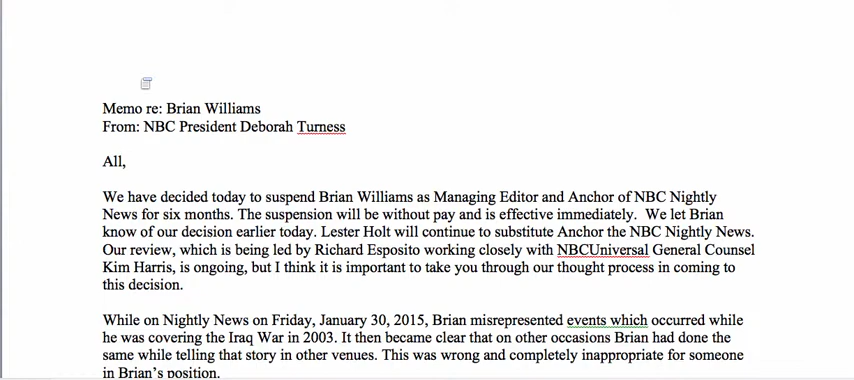 Memo re: Brian Williams
From: NBC President Deborah Turness
All,
We have decided today to suspend Brian Williams as Managing Editor and Anchor of NBC Nightly
News for six months. The suspension will be without pay and is effective immediately.  We let Brian
know of our decision earlier today. Lester Holt will continue to substitute Anchor the NBC Nightly News.
Our review, which is being led by Richard Esposito working closely with NBCUniversal General Counsel
Kim Harris, is ongoing, but I think it is important to take you through our thought process in coming to
this decision.
While on Nightly News on Friday, January 30, 2015, Brian misrepresented events which occurred while
he was covering the Iraq War in 2003. It then became clear that on other occasions Brian had done the
same while telling that story in other venues. This was wrong and completely inappropriate for someone
in Brian’s position.